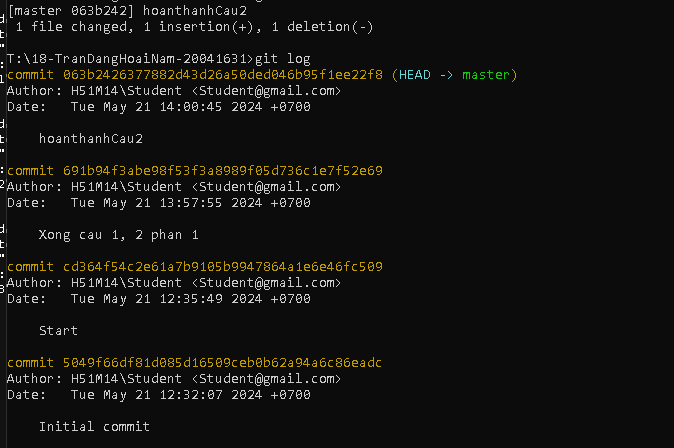 [master 063b242] hoanthanhCau2
1 file changed, 1 insertion(+), 1 deletion(-)
T:\18-TranDangHoaiNam-20041631>git log
commit 063b2426377882d43d26a50ded046b95f1ee22f8 (HEAD -> master)
Author: H51M14\Student <Student@gmail.com>
Date:   Tue May 21 14:00:45 2024 +0700
hoanthanhCau2
commit 691b94f3abe98f53f3a8989f05d736c1e7f52e69
Author: H51M14\Student <Student@gmail.com>
Date:   Tue May 21 13:57:55 2024 +0700
Xong cau 1, 2 phan 1
commit cd364f54c2e61a7b9105b9947864a1e6e46fc509
Author: H51M14\Student <Student@gmail.com>
Date:   Tue May 21 12:35:49 2024 +0700
Start
commit 5049f66df81d085d16509ceb0b62a94a6c86eadc
Author: H51M14\Student <Student@gmail.com>
Date:   Tue May 21 12:32:07 2024 +0700
Initial commit